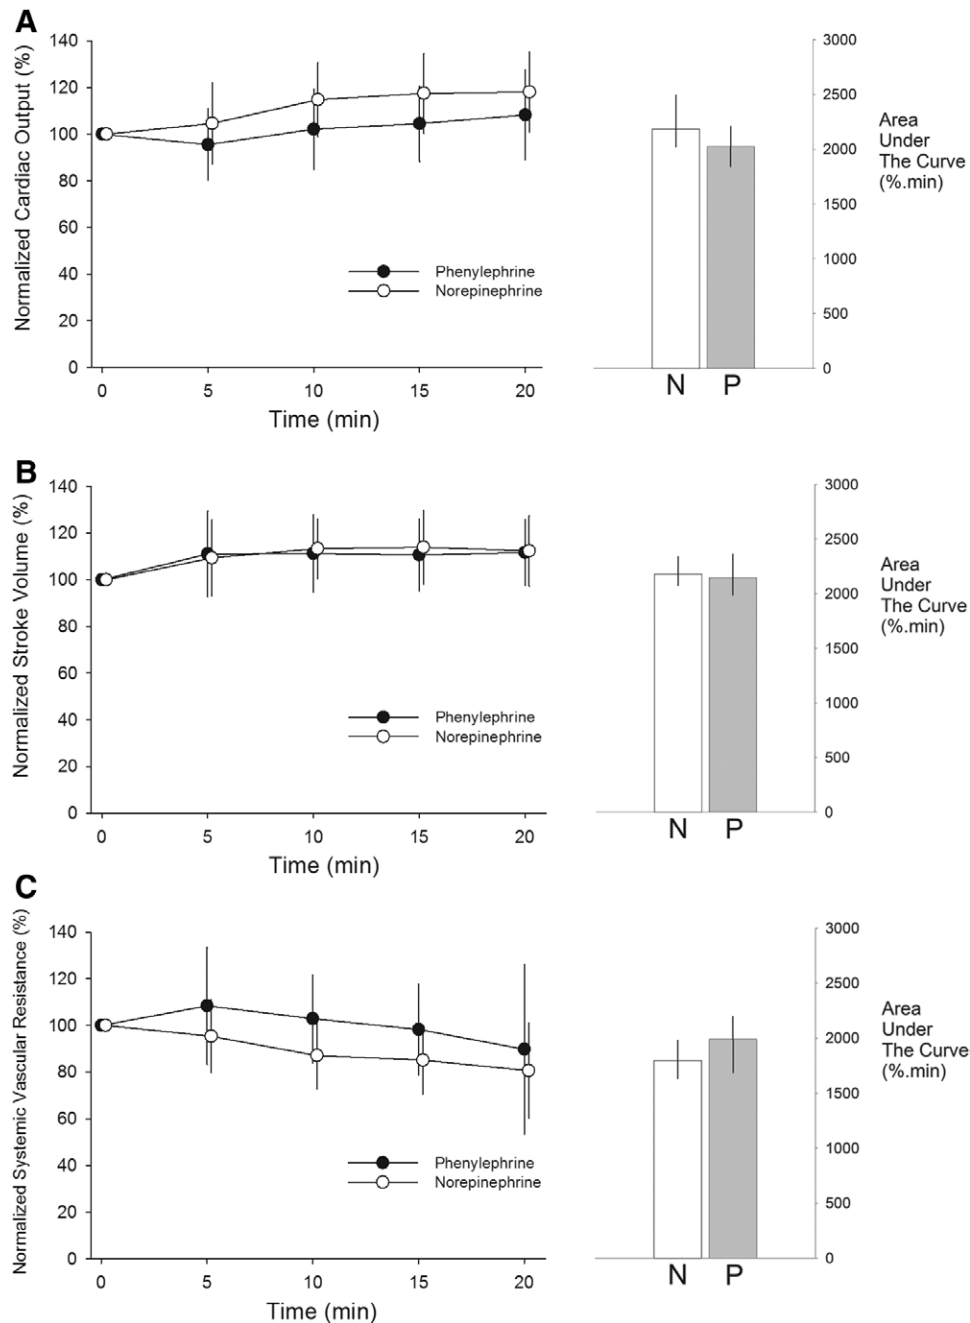 A
Normalized Cardiac Output (%)
140
120
100
80
60
40
20
0
0 5 10 15 20
Time (min)
Phenylephrine
Norepinephrine
3000
2500
2000
1500
1000
500
0
N P
Area
Under
The Curve
(%.min)
B
Normalized Stroke Volume (%)
140
120
100
80
60
40
20
0
0 5 10 15 20
Time (min)
Phenylephrine
Norepinephrine
3000
2500
2000
1500
1000
500
0
N P
Area
Under
The Curve
(%.min)
C
Normalized Systemic Vascular Resistance (%)
140
120
100
80
60
40
20
0
0 5 10 15 20
Time (min)
Phenylephrine
Norepinephrine
3000
2500
2000
1500
1000
500
0
N P
Area
Under
The Curve
(%.min)